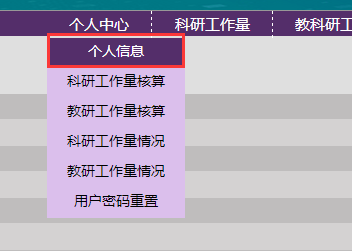 个人中心 科研工作量 教科研工
个人信息
科研工作量核算
教研工作量核算
科研工作量情况
教研工作量情况
用户密码重置